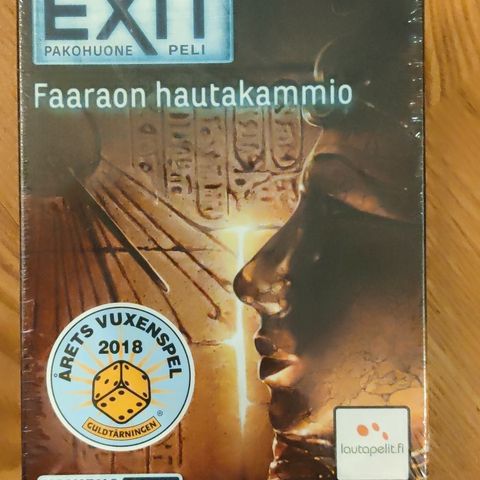 EXIT
PAKOHUONE PELI
Faaraon hautakammio
ÅRETS VUXENSPEL
2018
GULDTÄRNINGEN
®
lautapelit.fi